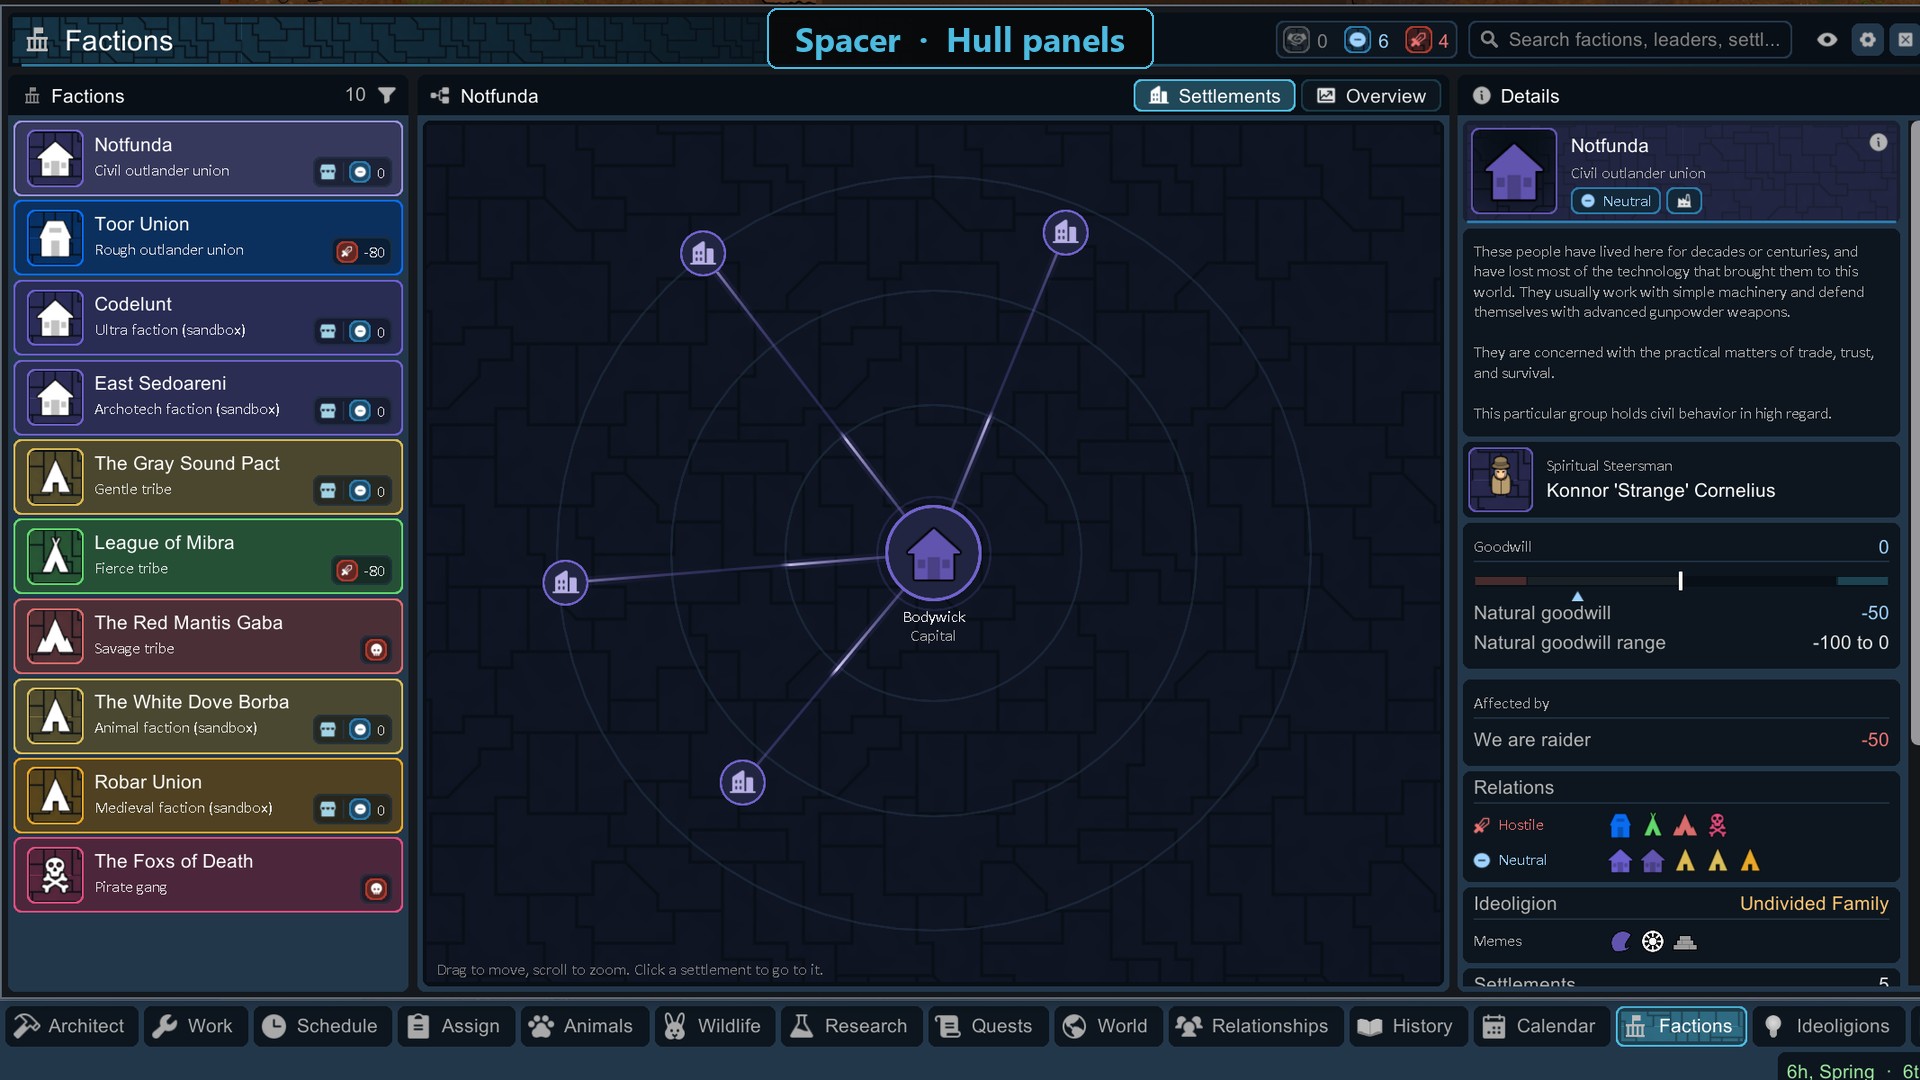 Factions
Spacer · Hull panels
0 6 4
Search factions, leaders, settl...
Factions 10
Notfunda
Civil outlander union
0
Toor Union
Rough outlander union
-80
Codelunt
Ultra faction (sandbox)
0
East Sedoareni
Archotech faction (sandbox)
0
The Gray Sound Pact
Gentle tribe
0
League of Mibra
Fierce tribe
-80
The Red Mantis Gaba
Savage tribe
The White Dove Borba
Animal faction (sandbox)
0
Robar Union
Medieval faction (sandbox)
0
The Foxs of Death
Pirate gang
Notfunda
Settlements
Overview
Bodywick
Capital
Drag to move, scroll to zoom. Click a settlement to go to it.
Details
Notfunda
Civil outlander union
Neutral
These people have lived here for decades or centuries, and
have lost most of the technology that brought them to this
world. They usually work with simple machinery and defend
themselves with advanced gunpowder weapons.
They are concerned with the practical matters of trade, trust,
and survival.
This particular group holds civil behavior in high regard.
Spiritual Steersman
Konnor 'Strange' Cornelius
Goodwill 0
Natural goodwill -50
Natural goodwill range -100 to 0
Affected by
We are raider -50
Relations
Hostile
Neutral
Ideoligion Undivided Family
Memes
Settlements 5
Architect
Work
Schedule
Assign
Animals
Wildlife
Research
Quests
World
Relationships
History
Calendar
Factions
Ideoligions
6h, Spring · 6t